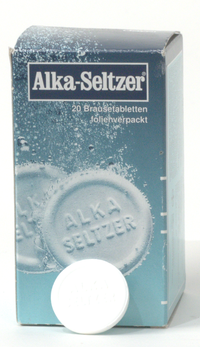 Alka-Seltzer®
20 Brausetabletten
folienverpackt
ALKA
SELTZER